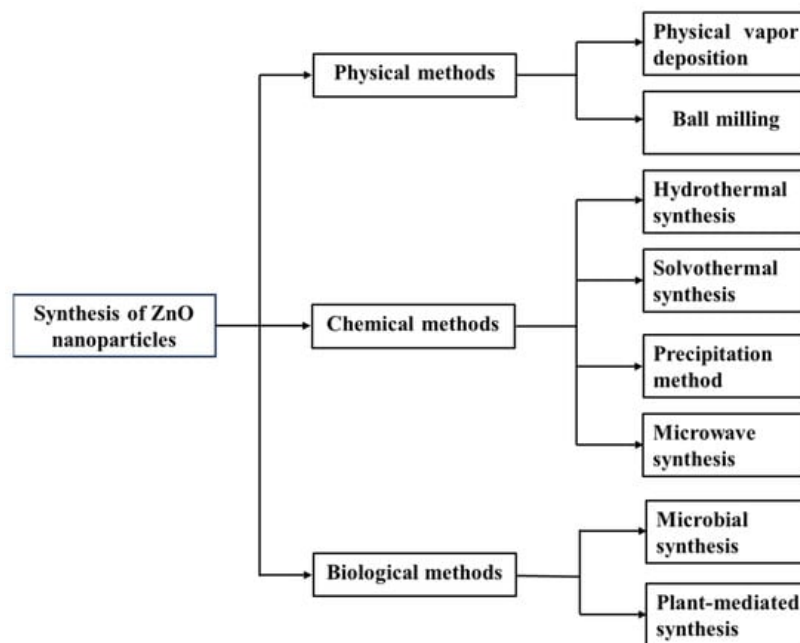 Physical vapor
deposition
Physical methods
Ball milling
Hydrothermal
synthesis
Solvothermal
synthesis
Synthesis of ZnO
nanoparticles
Chemical methods
Precipitation
method
Microwave
synthesis
Microbial
synthesis
Biological methods
Plant-mediated
synthesis